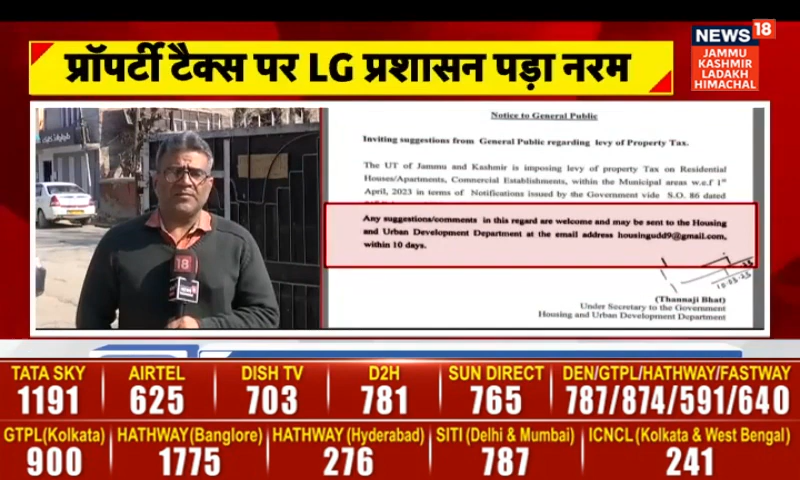 प्रॉपर्टी टैक्स पर LG प्रशासन पड़ा नरम
NEWS 18
JAMMU
KASHMIR
LADAKH
HIMACHAL
Notice to General Public
Inviting suggestions from General Public regarding levy of Property Tax.
The UT of Jammu and Kashmir is imposing levy of property Tax on Residential
Houses/Apartments, Commercial Establishments, within the Municipal areas w.e.f 1st
April, 2023 in terms of Notifications issued by the Government vide S.O. 86 dated
Any suggestions/comments in this regard are welcome and may be sent to the Housing
and Urban Development Department at the email address housingudd9@gmail.com,
within 10 days.
(Thannaji Bhat)
Under Secretary to the Government
Housing and Urban Development Department
18
NEWS
TATA SKY AIRTEL DISH TV D2H SUN DIRECT DEN/GTPL/HATHWAY/FASTWAY
1191 625 703 781 765 787/874/591/640
GTPL(Kolkata) HATHWAY(Banglore) HATHWAY (Hyderabad) SITI (Delhi & Mumbai) ICNCL (Kolkata & West Bengal)
900 1775 276 787 241